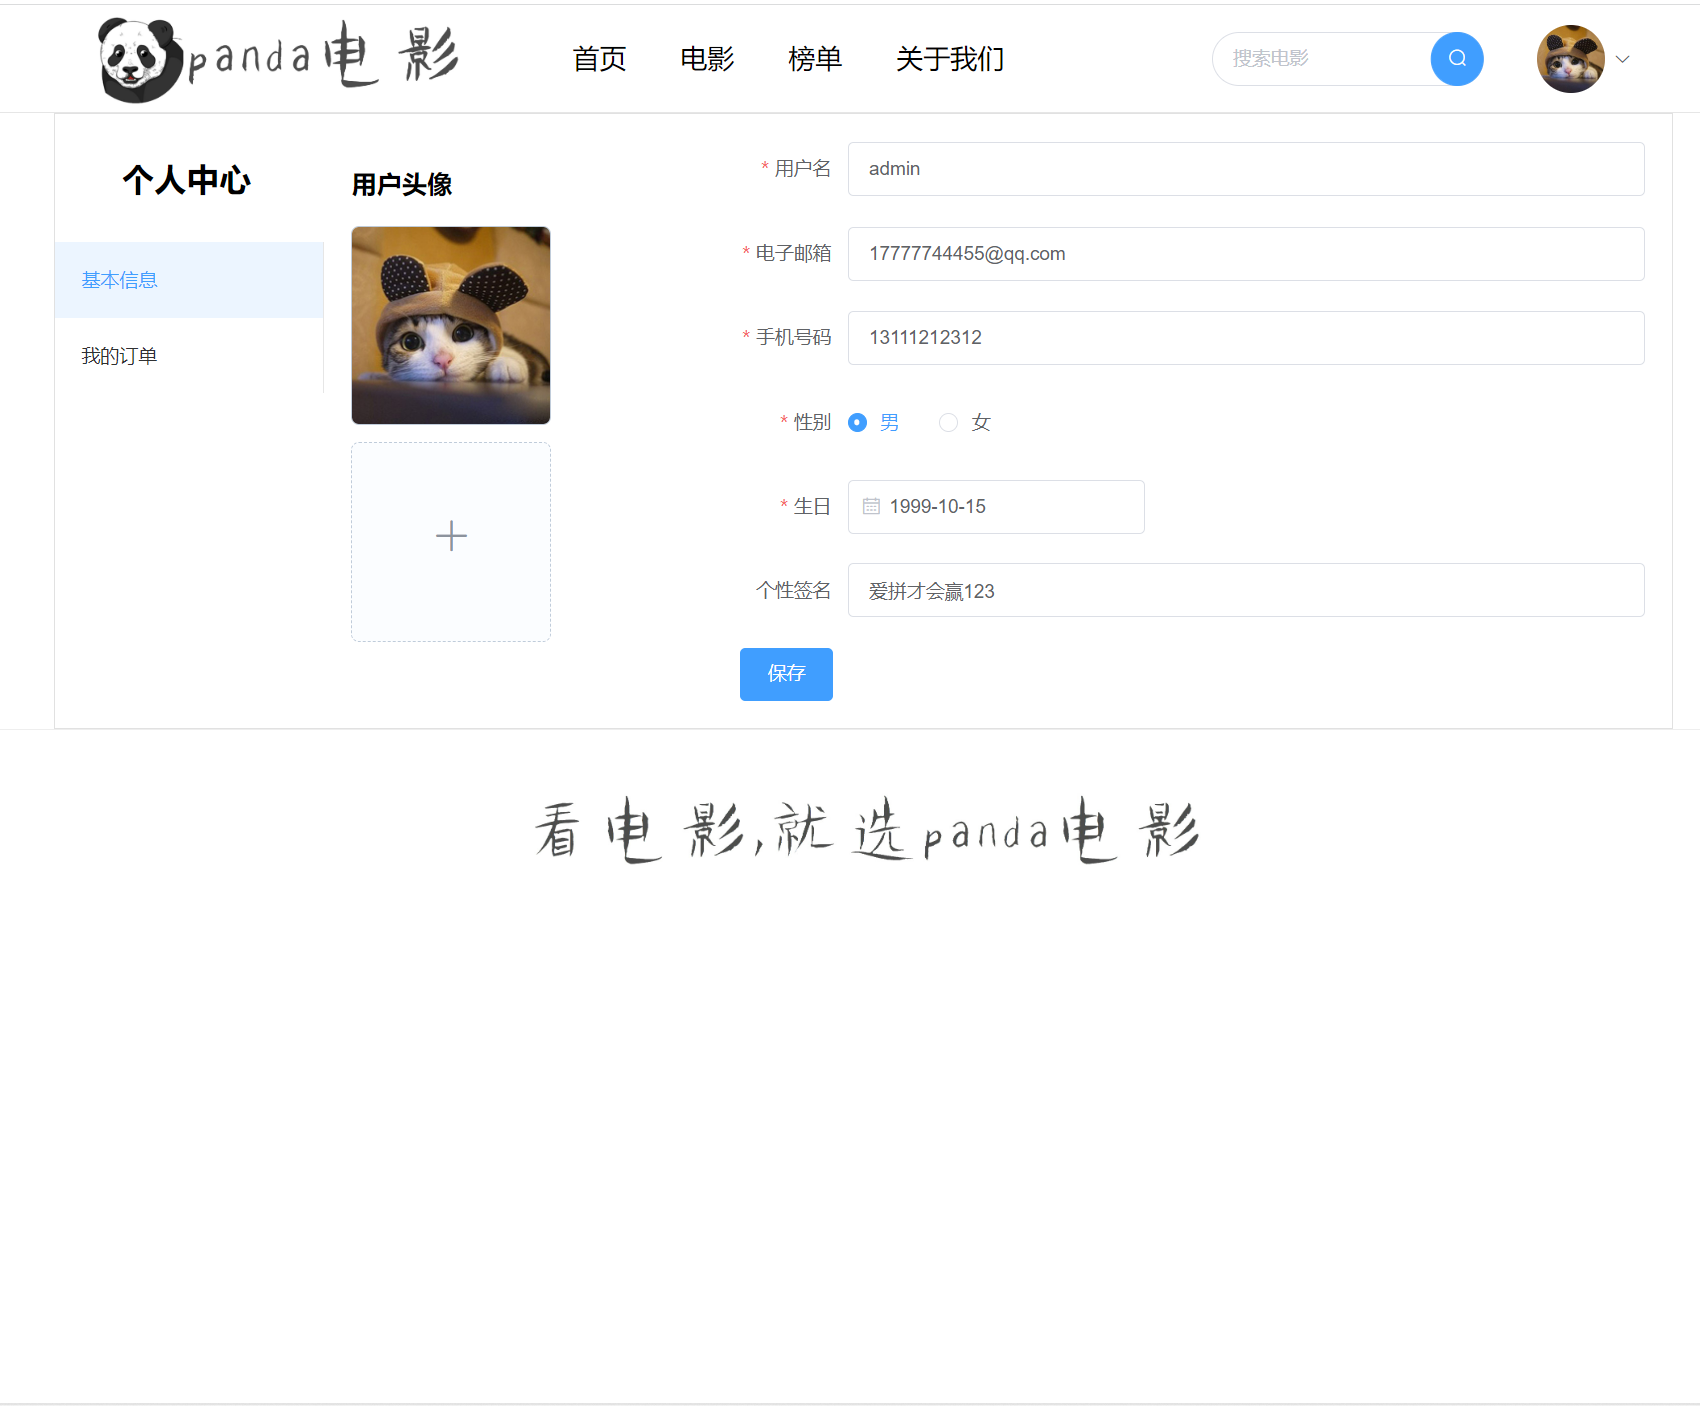 panda电影
首页 电影 榜单 关于我们
搜索电影
个人中心
基本信息
我的订单
用户头像
* 用户名 admin
* 电子邮箱 17777744455@qq.com
* 手机号码 13111212312
* 性别 男 女
* 生日 1999-10-15
个性签名 爱拼才会赢123
保存
看电影,就选panda电影